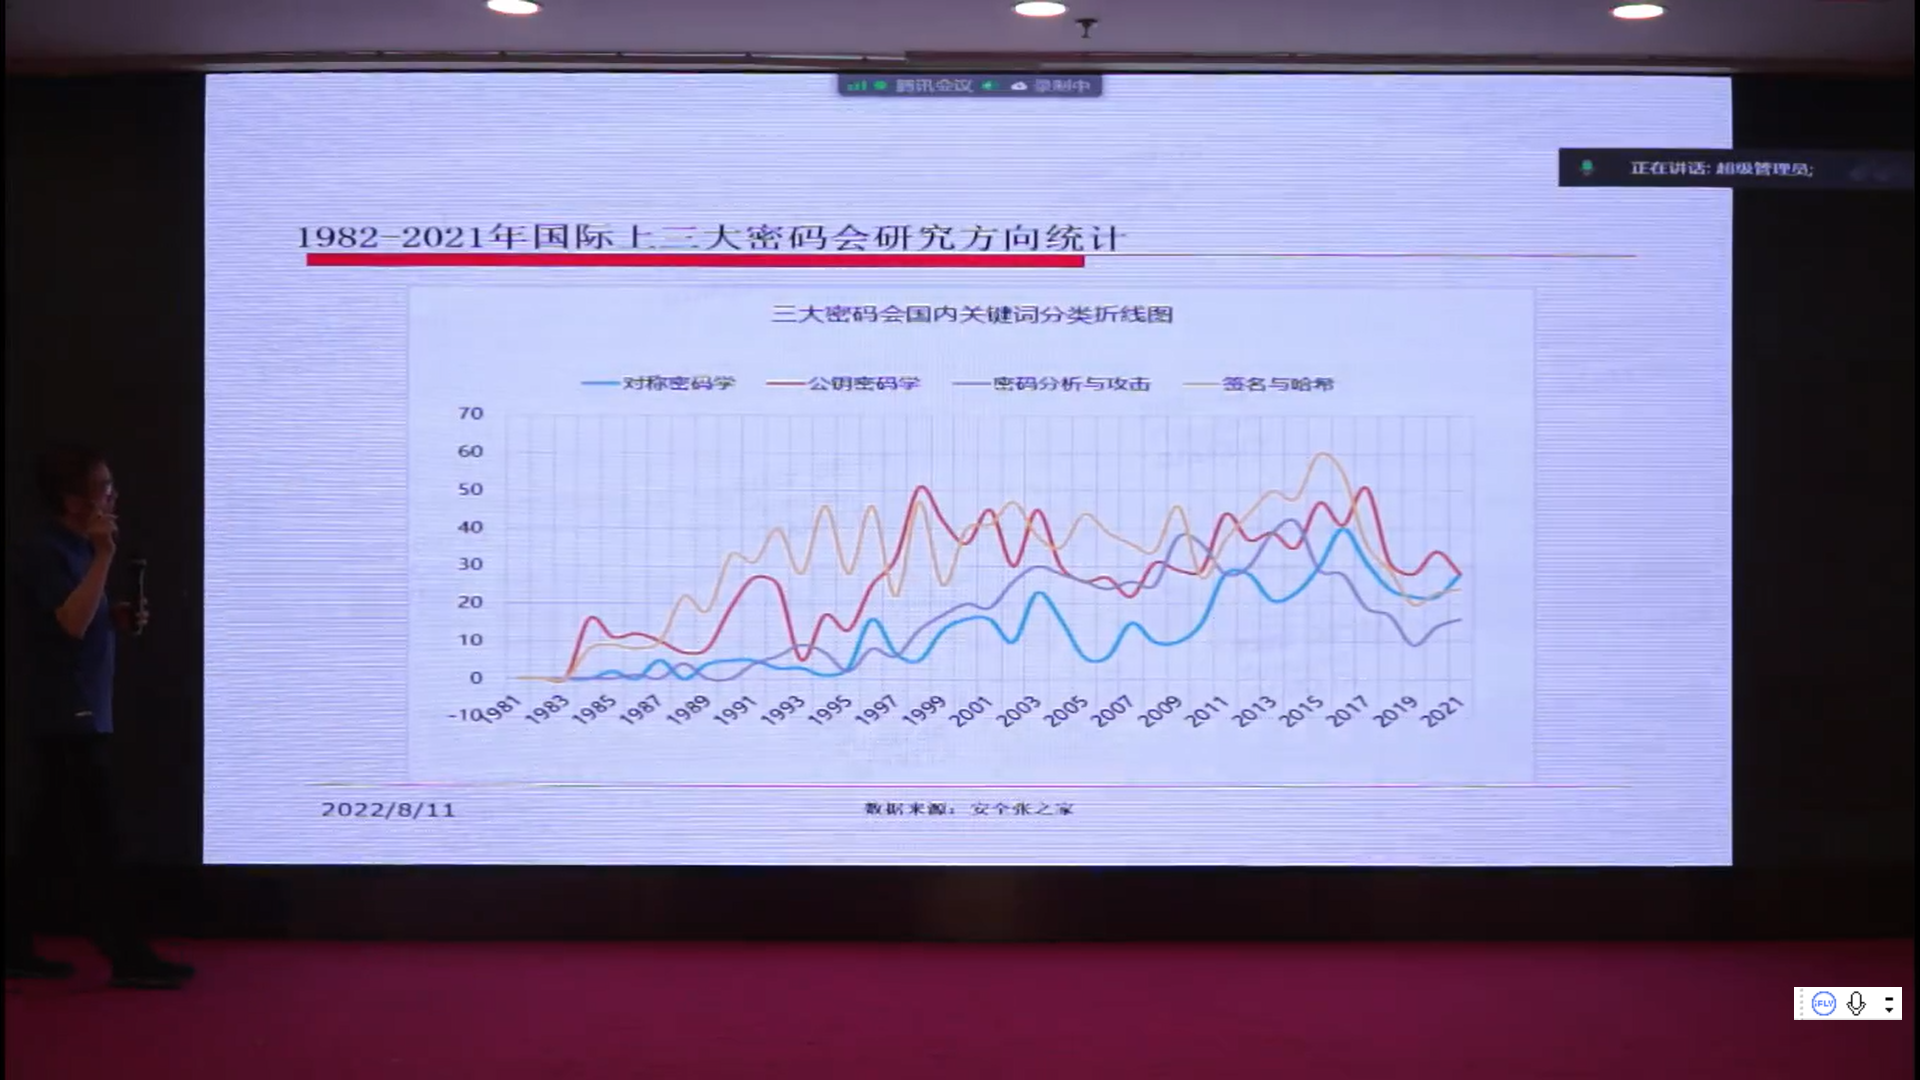 腾讯会议 录制中
正在讲话: 超级管理员;
1982-2021年国际上三大密码会研究方向统计
三大密码会国内关键词分类折线图
对称密码学 公钥密码学 密码分析与攻击 签名与哈希
70
60
50
40
30
20
10
0
-10
1981 1983 1985 1987 1989 1991 1993 1995 1997 1999 2001 2003 2005 2007 2009 2011 2013 2015 2017 2019 2021
2022/8/11 数据来源：安全张之家
iFLY